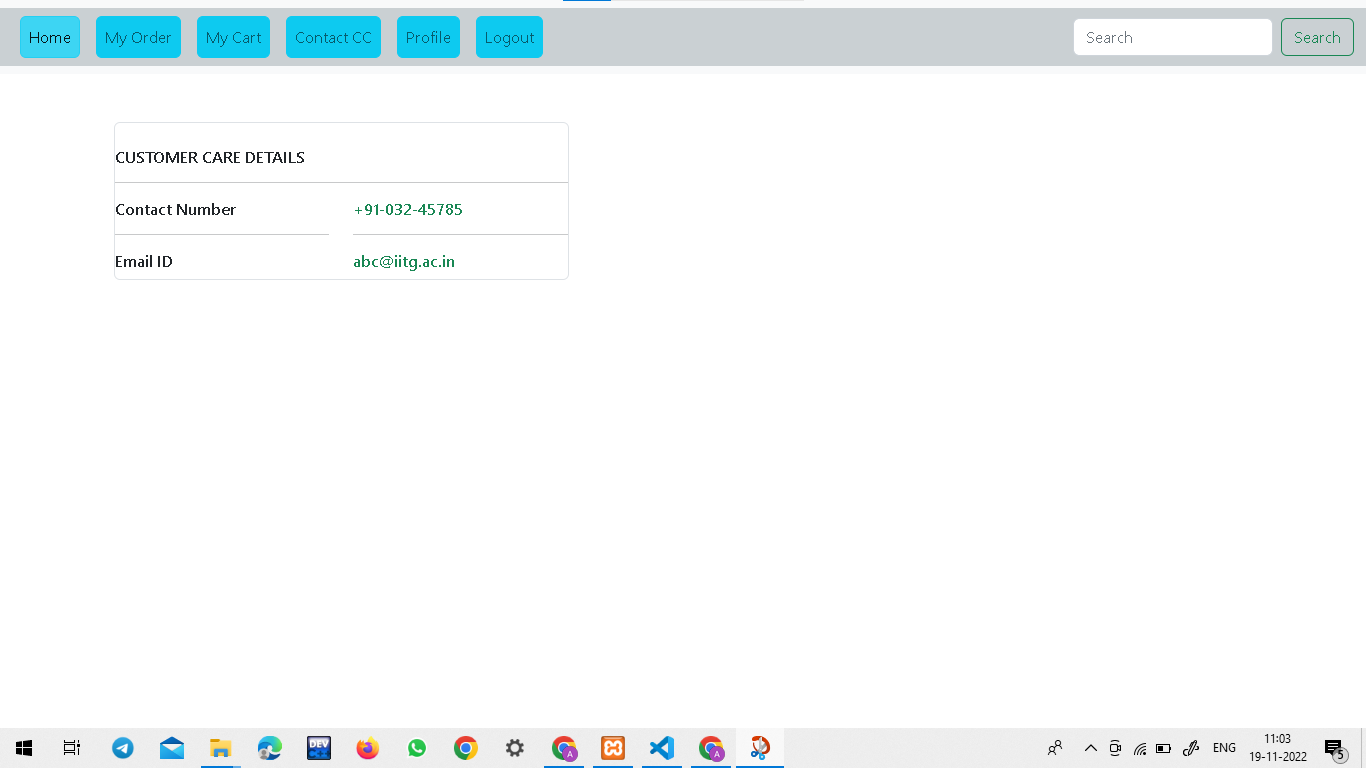 Home My Order My Cart Contact CC Profile Logout Search Search
CUSTOMER CARE DETAILS
Contact Number +91-032-45785
Email ID abc@iitg.ac.in
DEV
A
A
ENG
11:03
19-11-2022
5